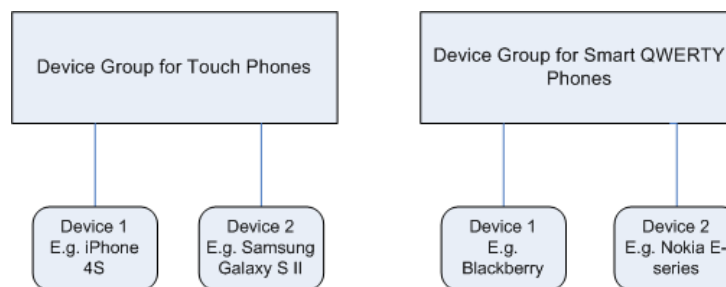 Device Group for Touch Phones
Device Group for Smart QWERTY
Phones
Device 1
E.g. iPhone
4S
Device 2
E.g. Samsung
Galaxy S II
Device 1
E.g.
Blackberry
Device 2
E.g. Nokia E-
series